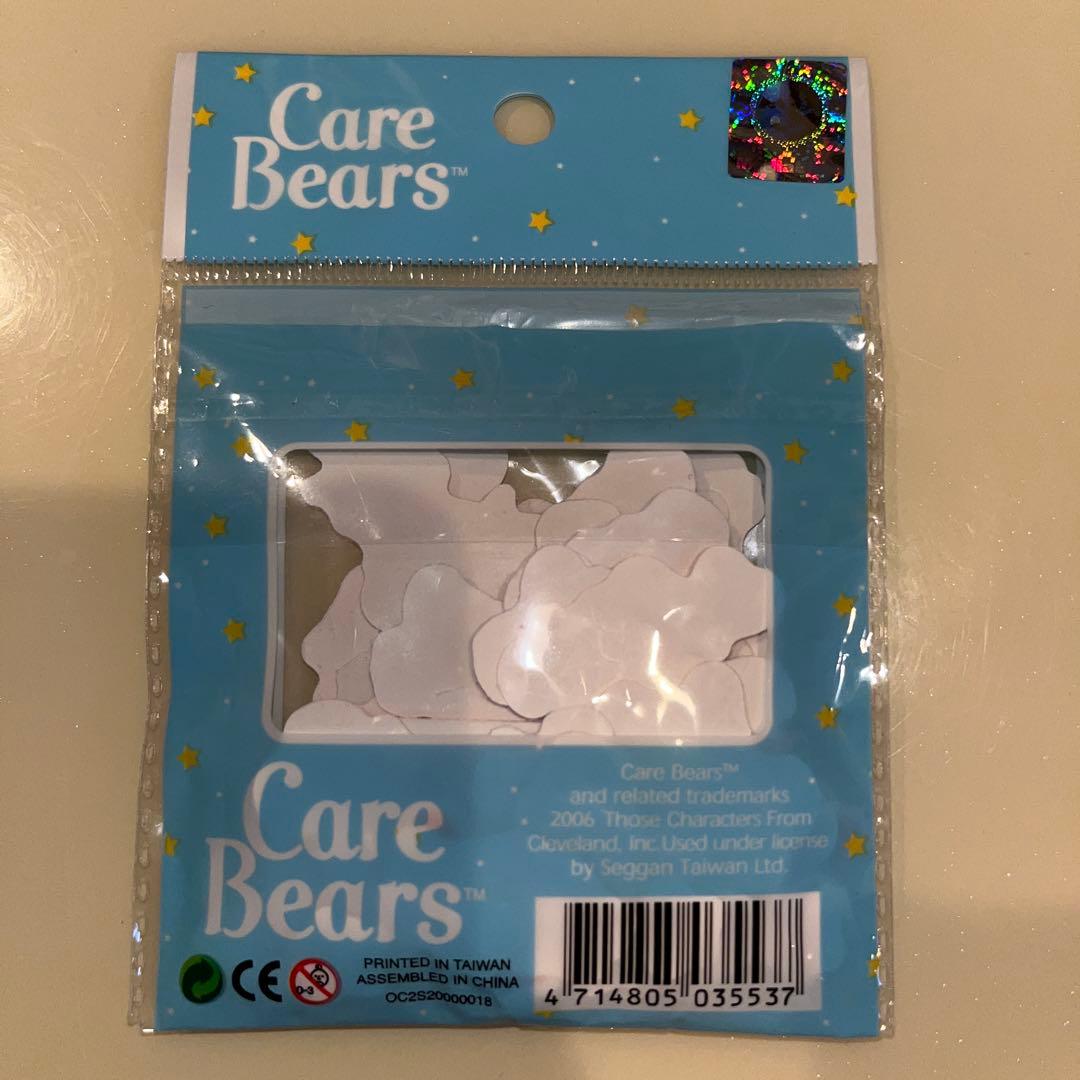 Care
Bears™
Care
Bears™
Care Bears™
and related trademarks
2006 Those Characters From
Cleveland, Inc.Used under license
by Seggan Taiwan Ltd.
CE
0-3
PRINTED IN TAIWAN
ASSEMBLED IN CHINA
OC2S20000018
4 714805 035537